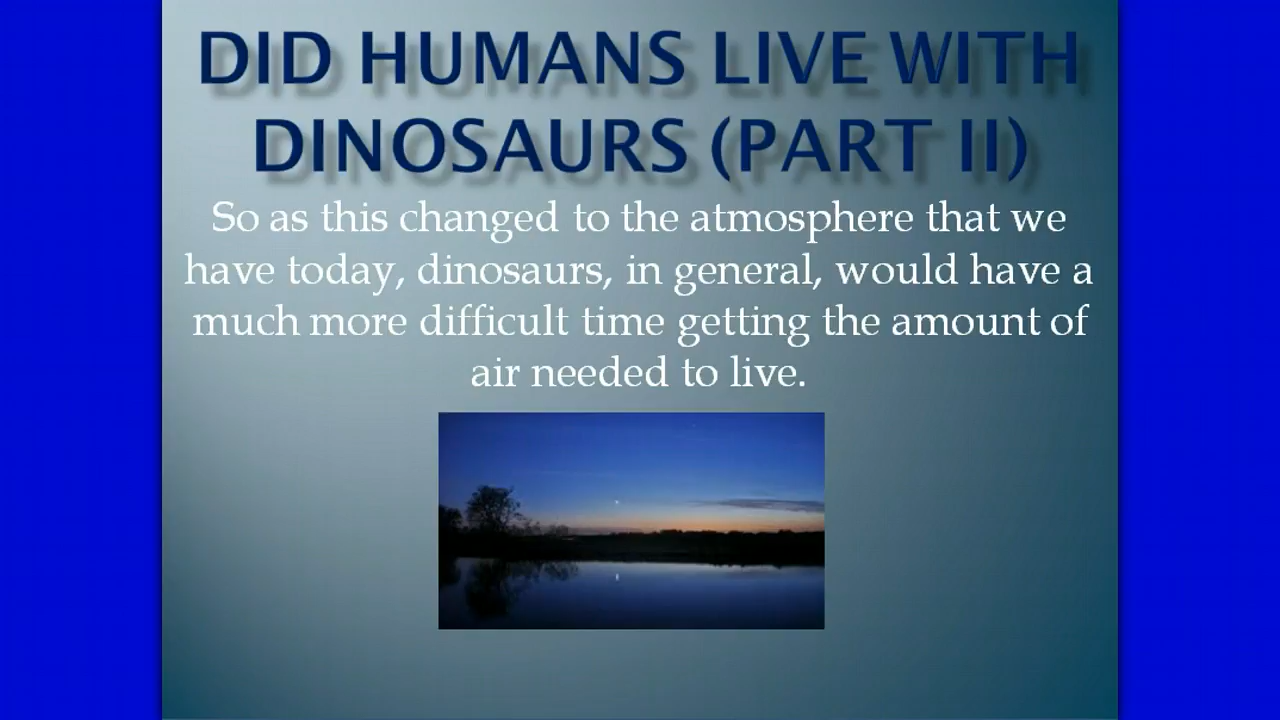 DID HUMANS LIVE WITH
DINOSAURS (PART II)
So as this changed to the atmosphere that we
have today, dinosaurs, in general, would have a
much more difficult time getting the amount of
air needed to live.